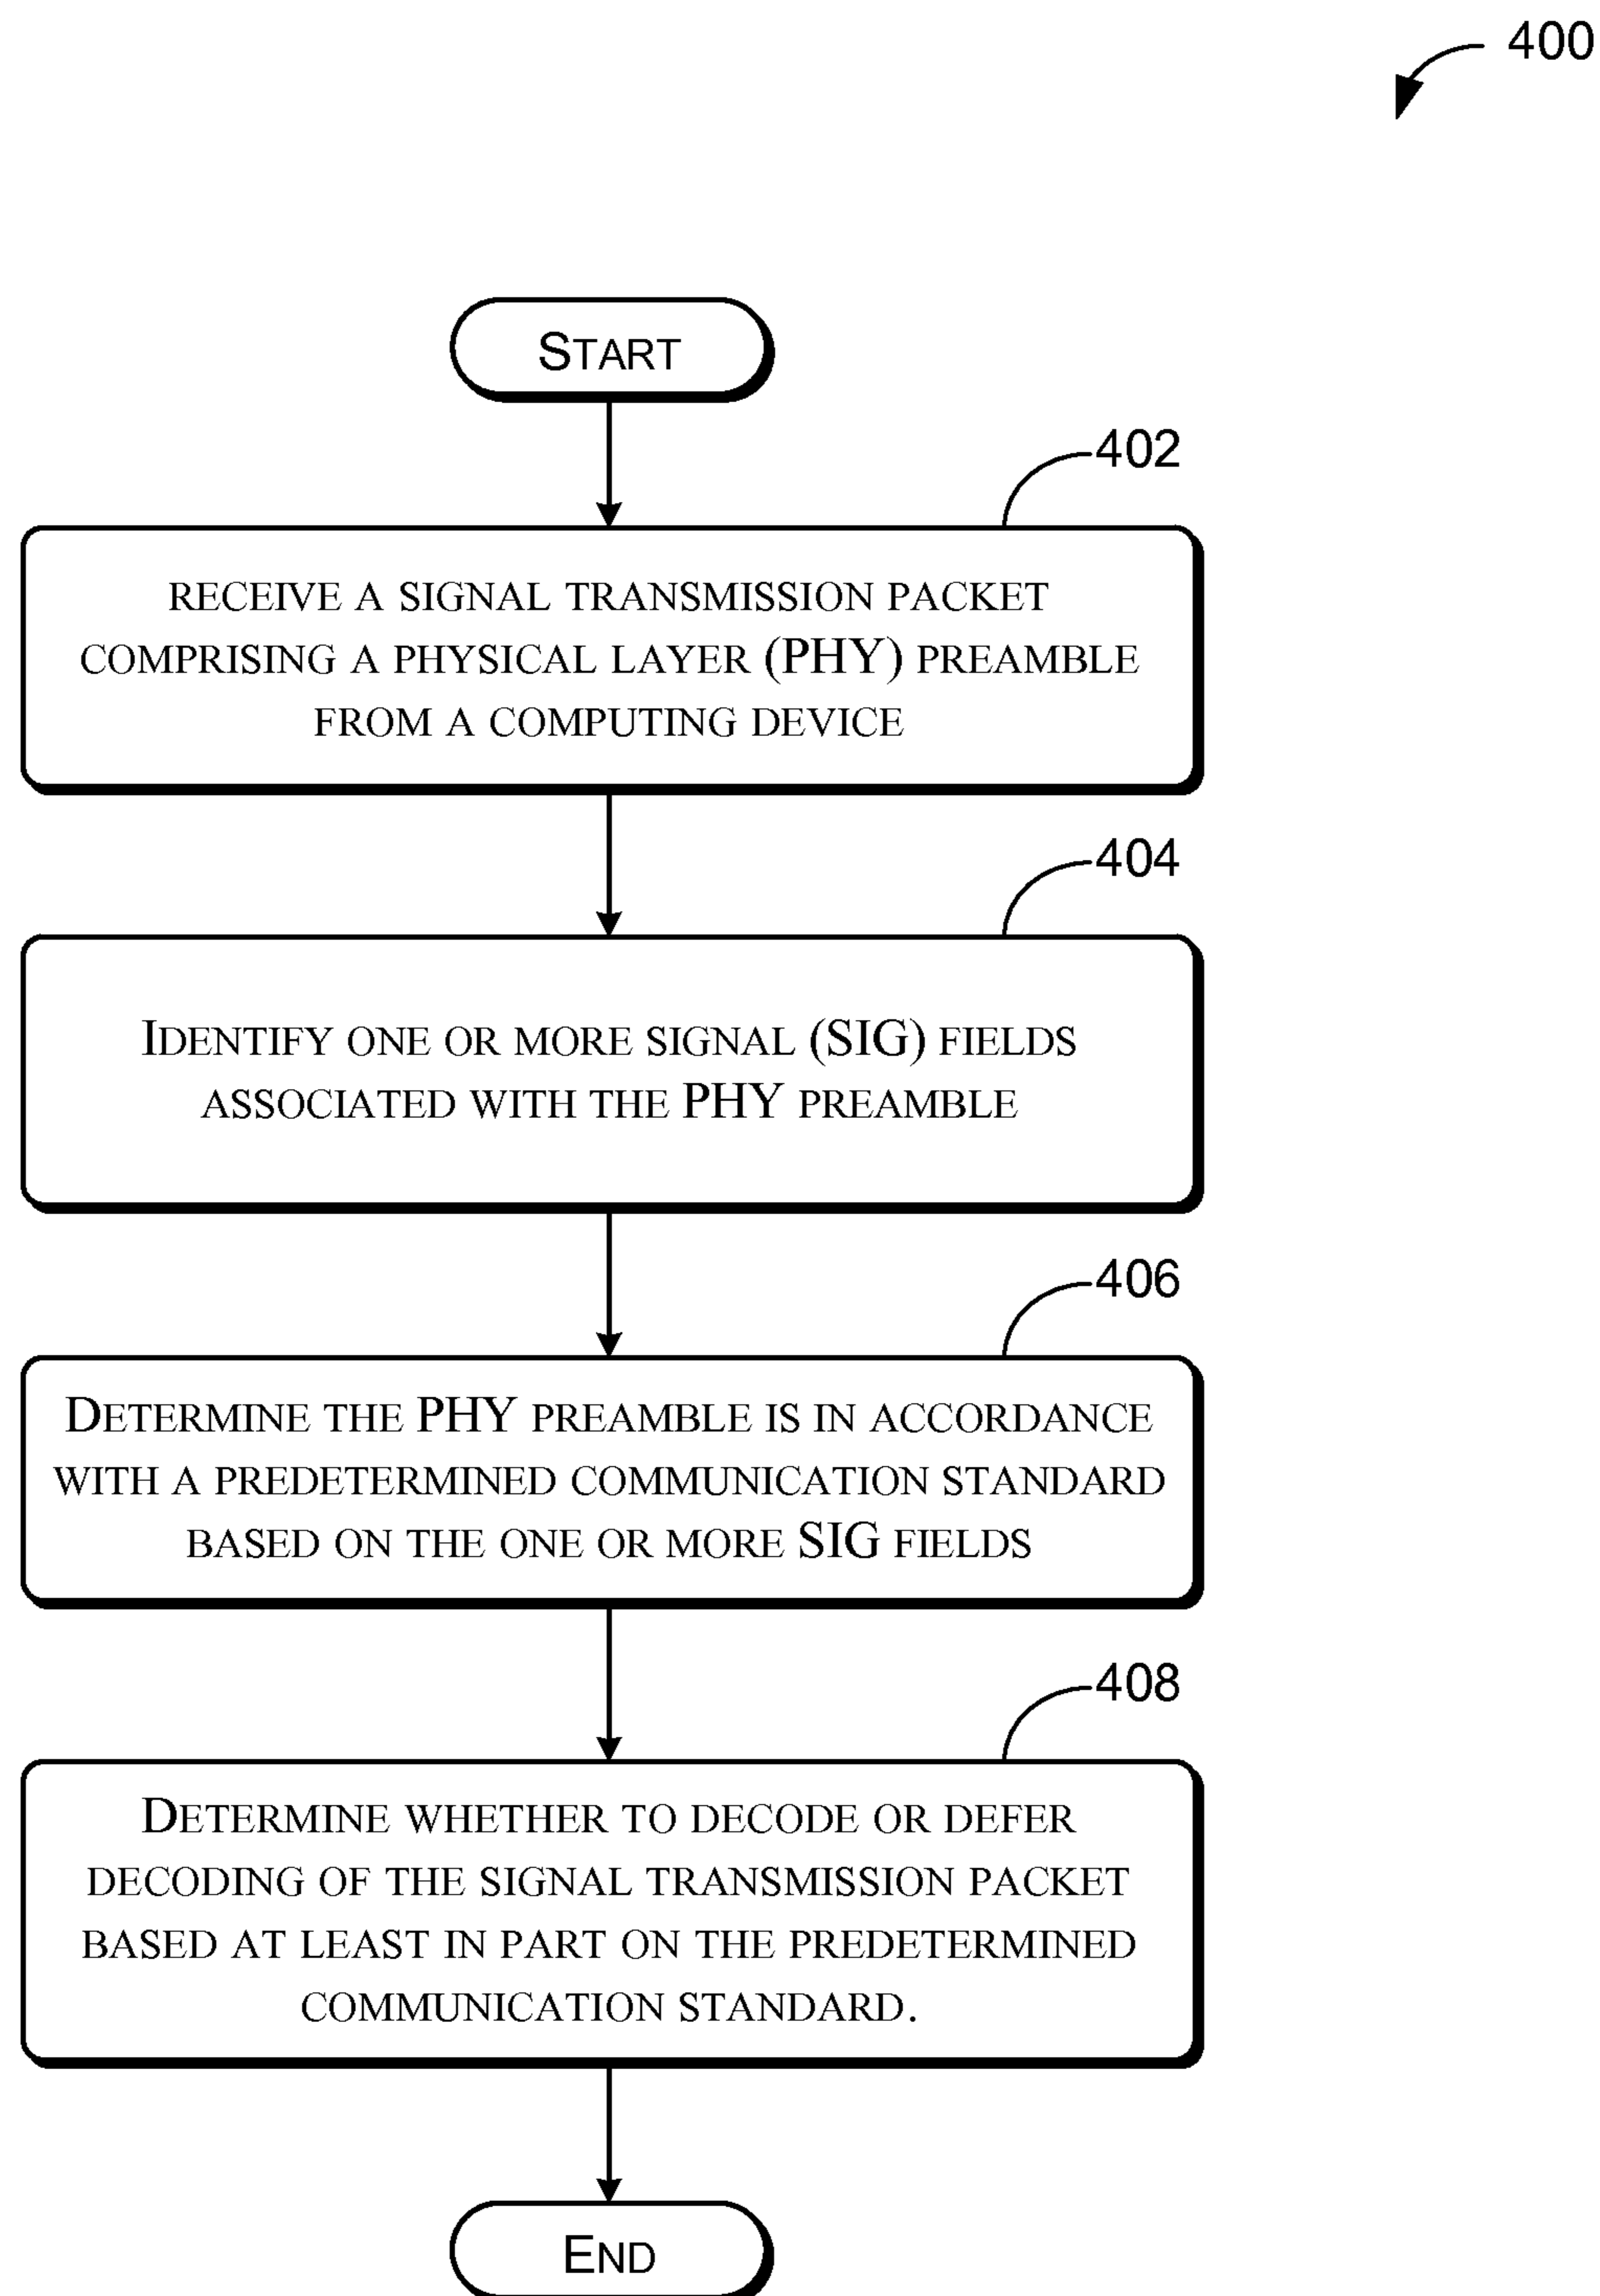 400
START
402
RECEIVE A SIGNAL TRANSMISSION PACKET
COMPRISING A PHYSICAL LAYER (PHY) PREAMBLE
FROM A COMPUTING DEVICE
404
IDENTIFY ONE OR MORE SIGNAL (SIG) FIELDS
ASSOCIATED WITH THE PHY PREAMBLE
406
DETERMINE THE PHY PREAMBLE IS IN ACCORDANCE
WITH A PREDETERMINED COMMUNICATION STANDARD
BASED ON THE ONE OR MORE SIG FIELDS
408
DETERMINE WHETHER TO DECODE OR DEFER
DECODING OF THE SIGNAL TRANSMISSION PACKET
BASED AT LEAST IN PART ON THE PREDETERMINED
COMMUNICATION STANDARD.
END